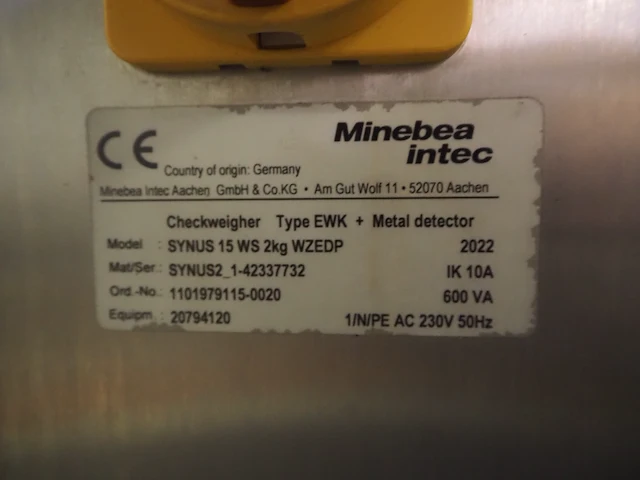 CE
Minebea
intec
Country of origin: Germany
Minebea Intec Aachen GmbH & Co.KG • Am Gut Wolf 11 • 52070 Aachen
Checkweigher Type EWK + Metal detector
Model : SYNUS 15 WS 2kg WZEDP 2022
Mat/Ser.: SYNUS2_1-42337732 IK 10A
Ord.-No.: 1101979115-0020 600 VA
Equipm.: 20794120 1/N/PE AC 230V 50Hz